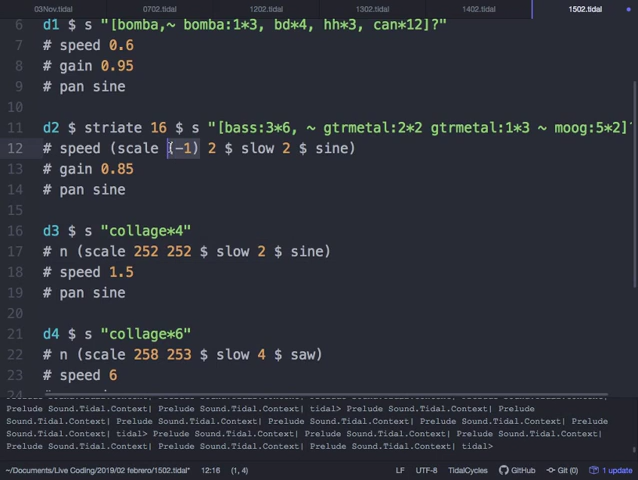 03Nov.tidal 0702.tidal 1202.tidal 1302.tidal 1402.tidal 1502.tidal
6 d1 $ s "[bomba,~ bomba:1*3, bd*4, hh*3, can*12]?"
7 # speed 0.6
8 # gain 0.95
9 # pan sine
10
11 d2 $ striate 16 $ s "[bass:3*6, ~ gtrmetal:2*2 gtrmetal:1*3 ~ moog:5*2]?
12 # speed (scale (-1) 2 $ slow 2 $ sine)
13 # gain 0.85
14 # pan sine
15
16 d3 $ s "collage*4"
17 # n (scale 252 252 $ slow 2 $ sine)
18 # speed 1.5
19 # pan sine
20
21 d4 $ s "collage*6"
22 # n (scale 258 253 $ slow 4 $ saw)
23 # speed 6
Prelude Sound.Tidal.Context| Prelude Sound.Tidal.Context| tidal> Prelude Sound.Tidal.Context| Prelude
Sound.Tidal.Context| Prelude Sound.Tidal.Context| Prelude Sound.Tidal.Context| Prelude
Sound.Tidal.Context| tidal> Prelude Sound.Tidal.Context| Prelude Sound.Tidal.Context| Prelude
Sound.Tidal.Context| Prelude Sound.Tidal.Context| Prelude Sound.Tidal.Context| tidal>
~/Documents/Live Coding/2019/02 febrero/1502.tidal* 12:16 (1, 4) LF UTF-8 TidalCycles GitHub Git (0) 1 update